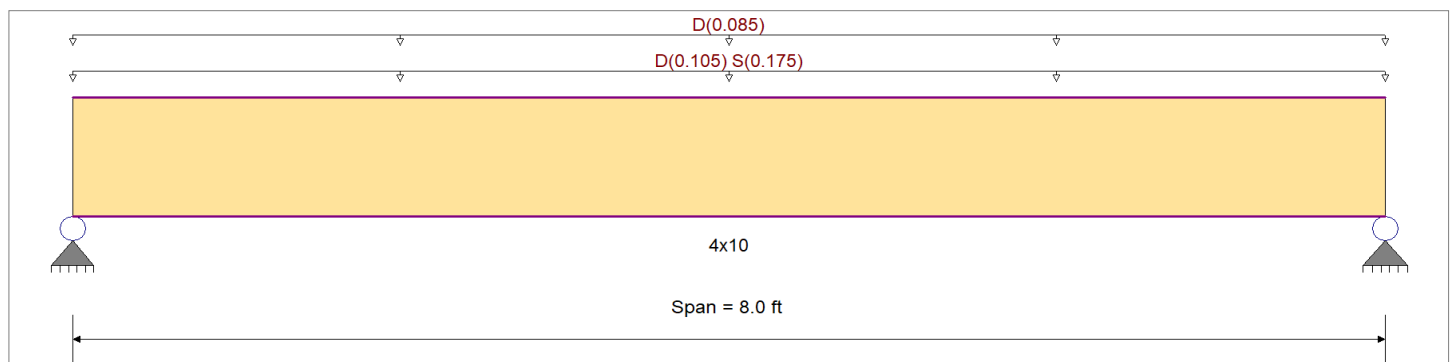 D(0.085)
D(0.105) S(0.175)
4x10
Span = 8.0 ft